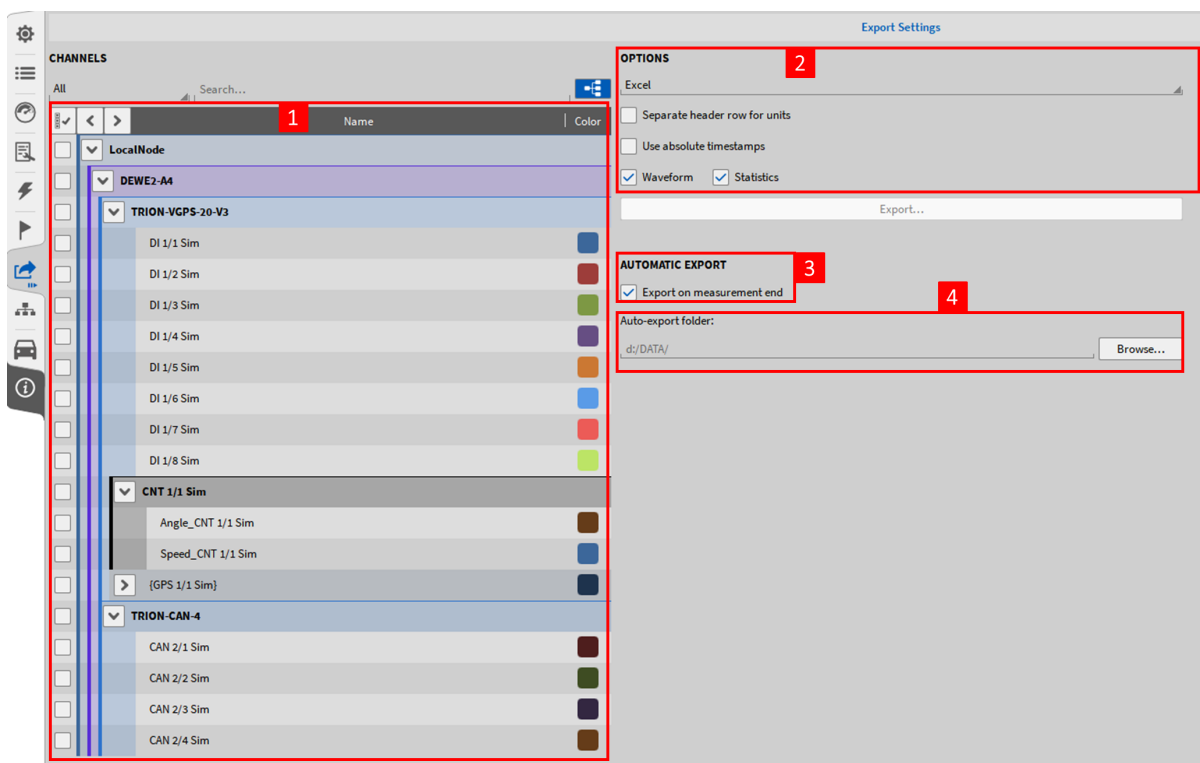 Export Settings
CHANNELS
All
Search...
1
Name
Color
LocalNode
DEWE2-A4
TRION-VGPS-20-V3
DI 1/1 Sim
DI 1/2 Sim
DI 1/3 Sim
DI 1/4 Sim
DI 1/5 Sim
DI 1/6 Sim
DI 1/7 Sim
DI 1/8 Sim
CNT 1/1 Sim
Angle_CNT 1/1 Sim
Speed_CNT 1/1 Sim
{GPS 1/1 Sim}
TRION-CAN-4
CAN 2/1 Sim
CAN 2/2 Sim
CAN 2/3 Sim
CAN 2/4 Sim
OPTIONS
2
Excel
Separate header row for units
Use absolute timestamps
Waveform
Statistics
Export...
AUTOMATIC EXPORT
3
Export on measurement end
4
Auto-export folder:
d:/DATA/
Browse...